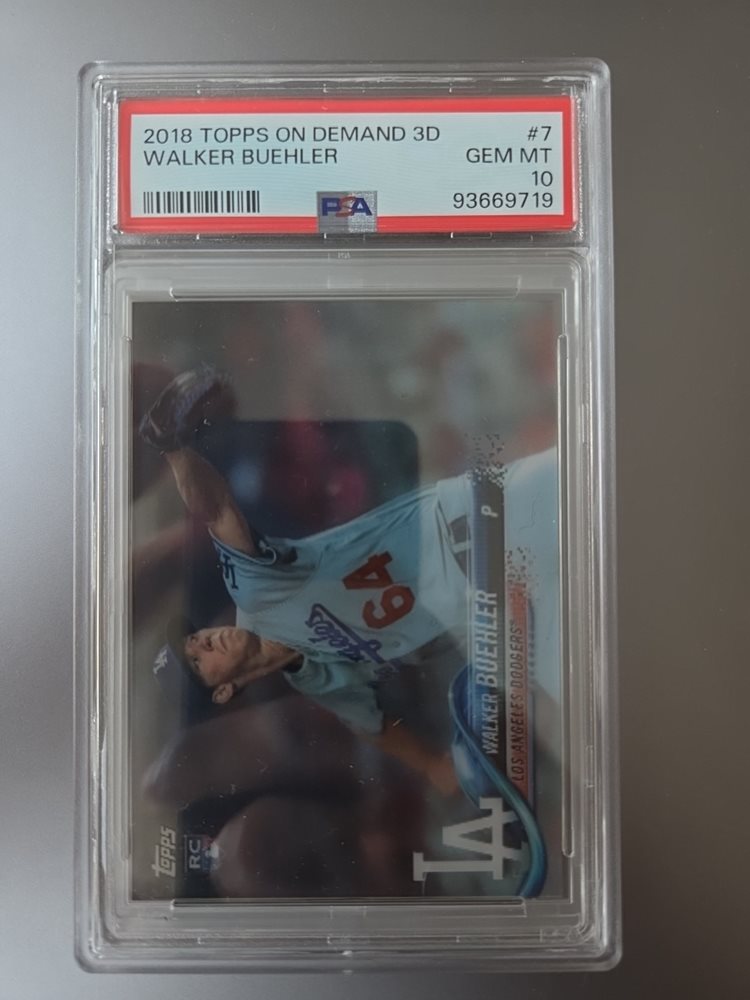 2018 TOPPS ON DEMAND 3D #7
WALKER BUEHLER GEM MT
10
PSA 93669719
64
WALKER BUEHLER P
LOS ANGELES DODGERS
LA
topps
RC